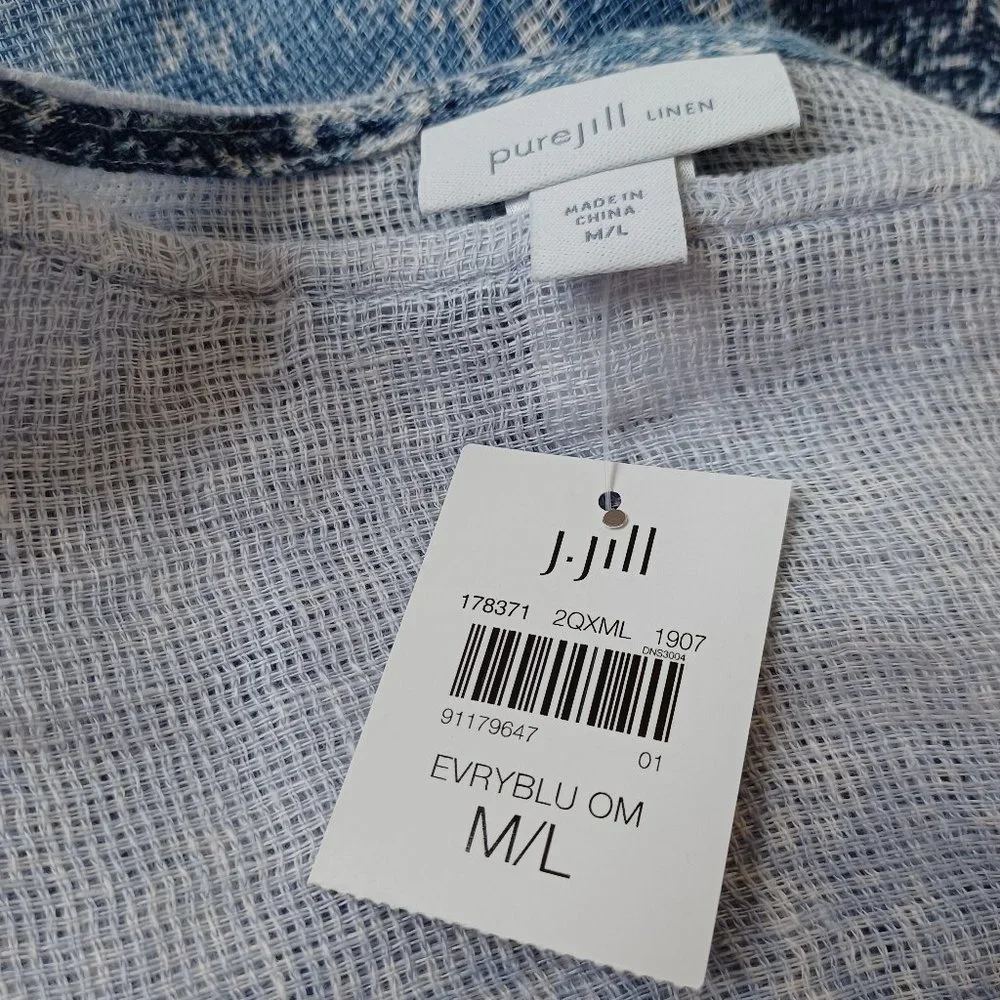 purejill LINEN
MADE IN
CHINA
M/L
J.Jill
178371 2QXML 1907
DNS3004
91179647 01
EVRYBLU OM
M/L